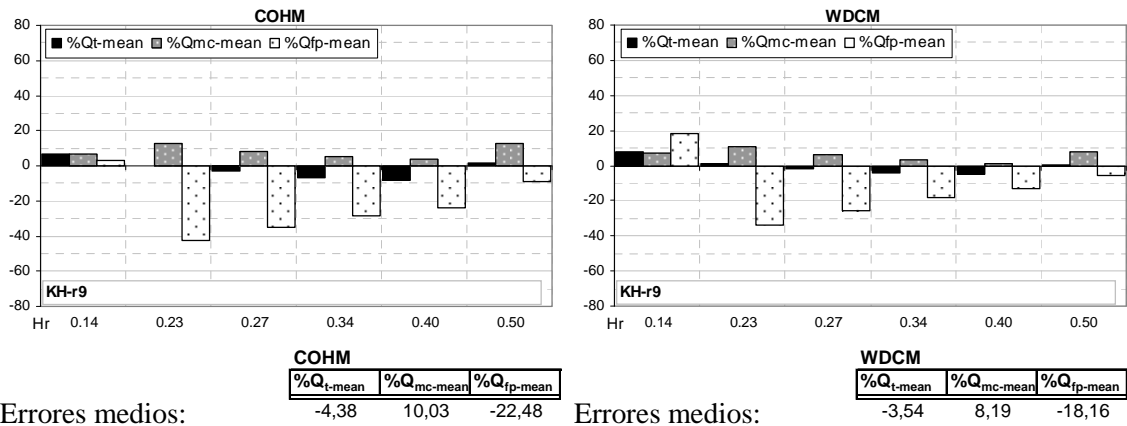 COHM
80
%Qt-mean %Qmc-mean %Qfp-mean
60
40
20
0
-20
-40
-60
KH-r9
-80
Hr 0.14 0.23 0.27 0.34 0.40 0.50
WDCM
80
%Qt-mean %Qmc-mean %Qfp-mean
60
40
20
0
-20
-40
-60
KH-r9
-80
Hr 0.14 0.23 0.27 0.34 0.40 0.50
COHM
%Qt-mean %Qmc-mean %Qfp-mean
Errores medios: -4,38 10,03 -22,48
WDCM
%Qt-mean %Qmc-mean %Qfp-mean
Errores medios: -3,54 8,19 -18,16